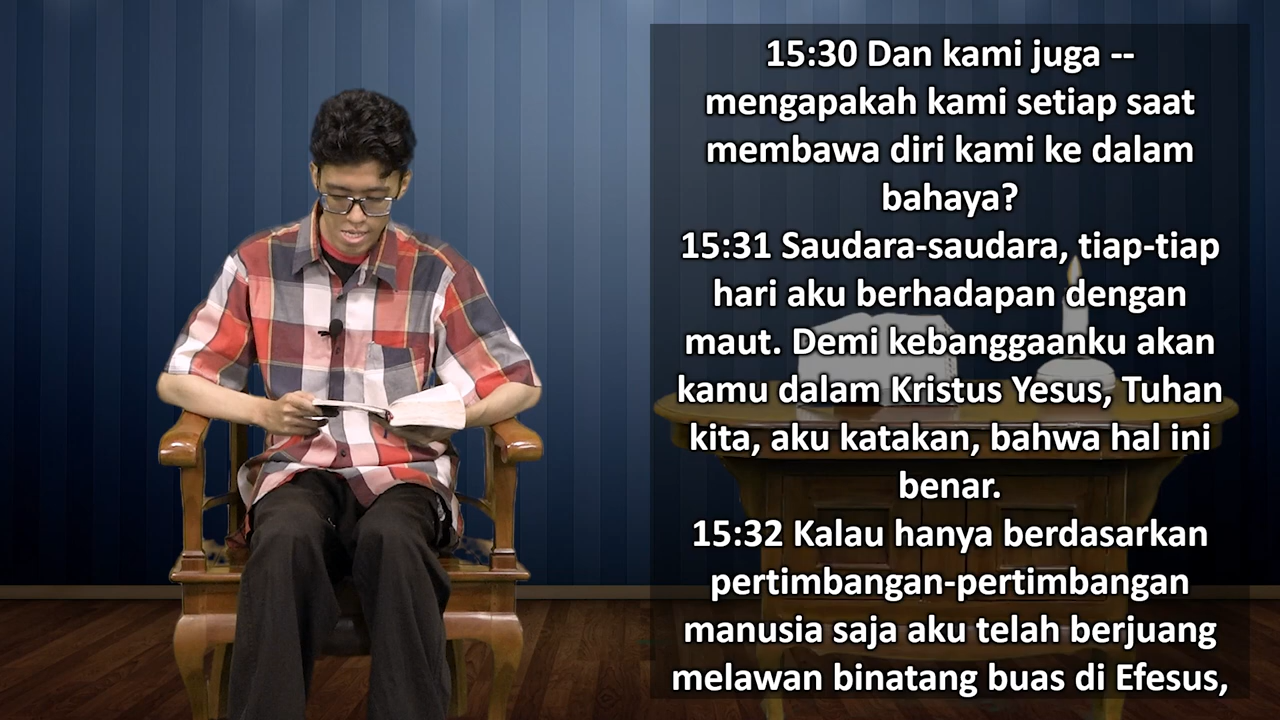 15:30 Dan kami juga --
mengapakah kami setiap saat
membawa diri kami ke dalam
bahaya?
15:31 Saudara-saudara, tiap-tiap
hari aku berhadapan dengan
maut. Demi kebanggaanku akan
kamu dalam Kristus Yesus, Tuhan
kita, aku katakan, bahwa hal ini
benar.
15:32 Kalau hanya berdasarkan
pertimbangan-pertimbangan
manusia saja aku telah berjuang
melawan binatang buas di Efesus,